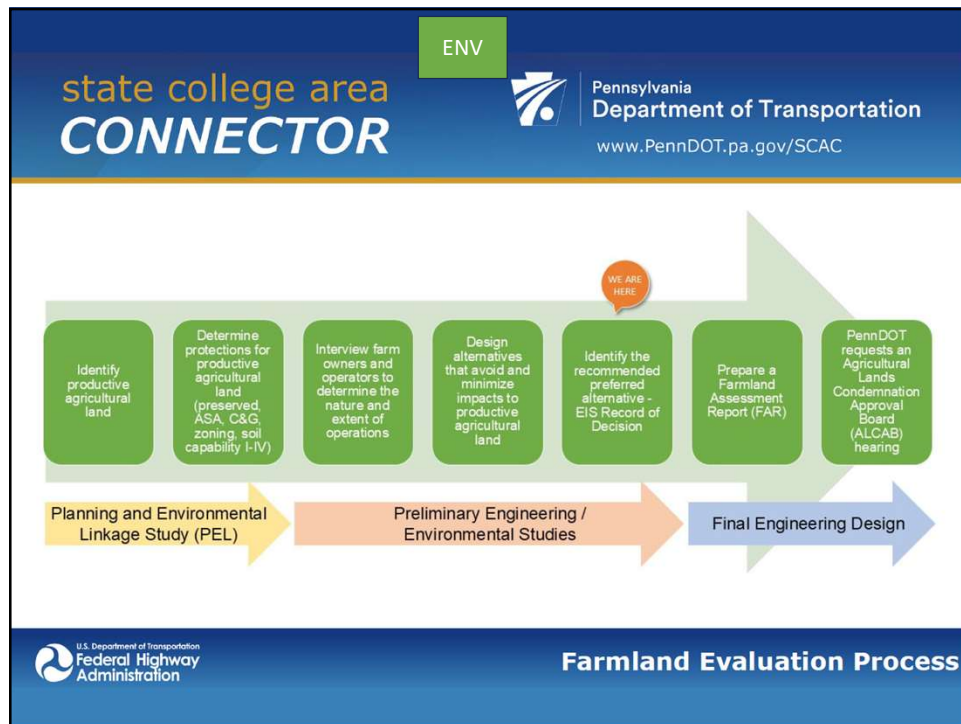 ENV
state college area
CONNECTOR
Pennsylvania
Department of Transportation
www.PennDOT.pa.gov/SCAC
WE ARE
HERE
Identify
productive
agricultural land
Determine
protections for
productive
agricultural
land
(preserved,
ASA, C&G,
zoning, soil
capability I-IV)
Interview farm
owners and
operators to
determine the
nature and
extent of
operations
Design
alternatives
that avoid and
minimize
impacts to
productive
agricultural
land
Identify the
recommended
preferred
alternative -
EIS Record of
Decision
Prepare a
Farmland
Assessment
Report (FAR)
PennDOT
requests an
Agricultural
Lands
Condemnation
Approval
Board
(ALCAB)
hearing
Planning and Environmental
Linkage Study (PEL)
Preliminary Engineering /
Environmental Studies
Final Engineering Design
U.S. Department of Transportation
Federal Highway
Administration
Farmland Evaluation Process